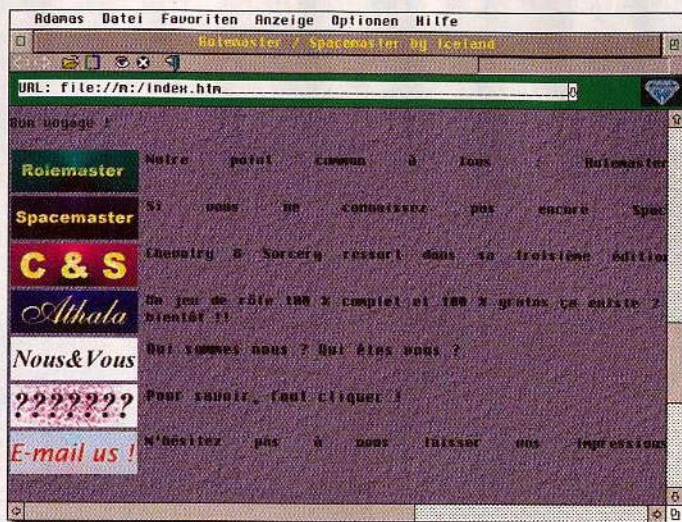 Adamas Datei Favoriten Anzeige Optionen Hilfe
Rolemaster / Spacemaster by Iceland
URL: file://m:/index.htm
Bon voyage !
Rolemaster
Notre point commun à tous : Rolemaster
Spacemaster
Si vous ne connaissez pas encore Spac
C & S
Chevalry & Sorcery ressort dans sa troisième édition
Athala
Un jeu de rôle 100 % complet et 100 % gratos ça existe ?
bientôt !!
Nous&Vous
Qui sommes nous ? Qui êtes vous ?
???????
Pour savoir, faut cliquer !
E-mail us !
N'hésitez pas à nous laisser vos impressions